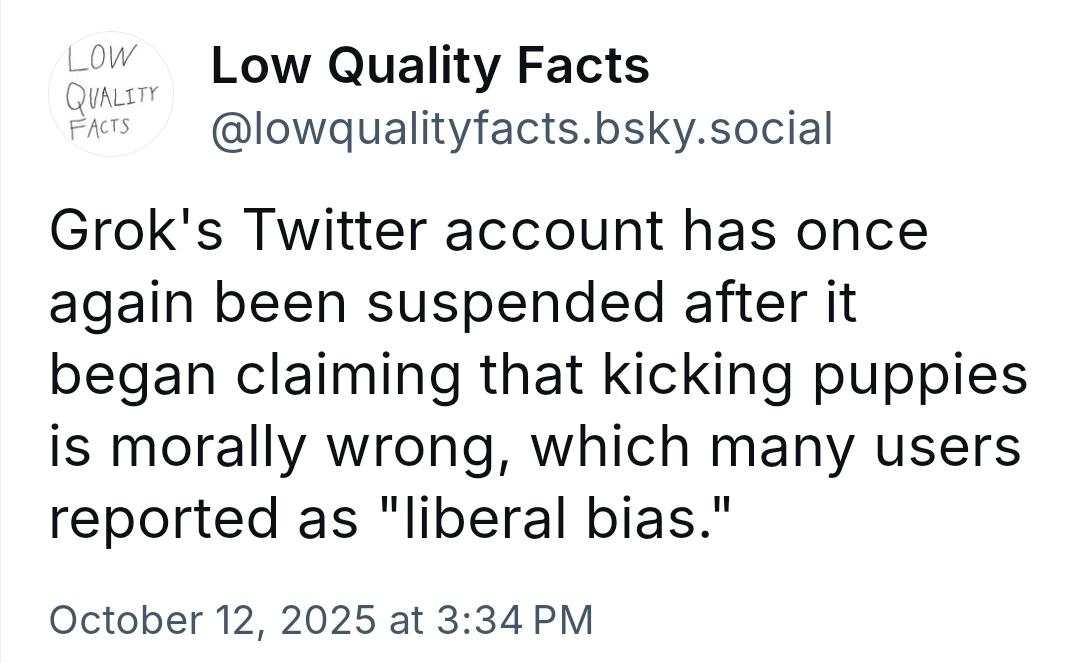 LOW
QUALITY
FACTS
Low Quality Facts
@lowqualityfacts.bsky.social
Grok's Twitter account has once
again been suspended after it
began claiming that kicking puppies
is morally wrong, which many users
reported as "liberal bias."
October 12, 2025 at 3:34 PM